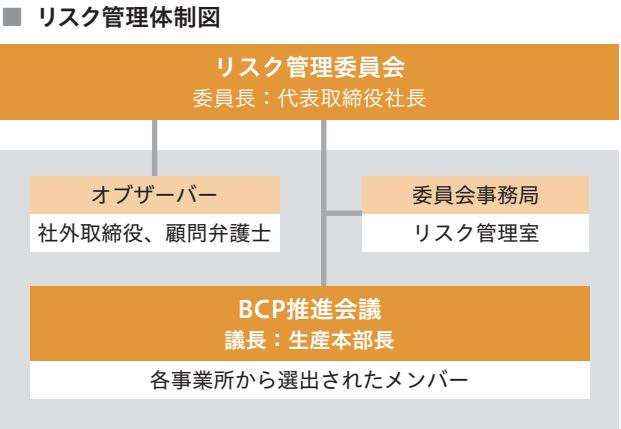 ■ リスク管理体制図
リスク管理委員会
委員長：代表取締役社長
オブザーバー
社外取締役、顧問弁護士
委員会事務局
リスク管理室
BCP推進会議
議長：生産本部長
各事業所から選出されたメンバー